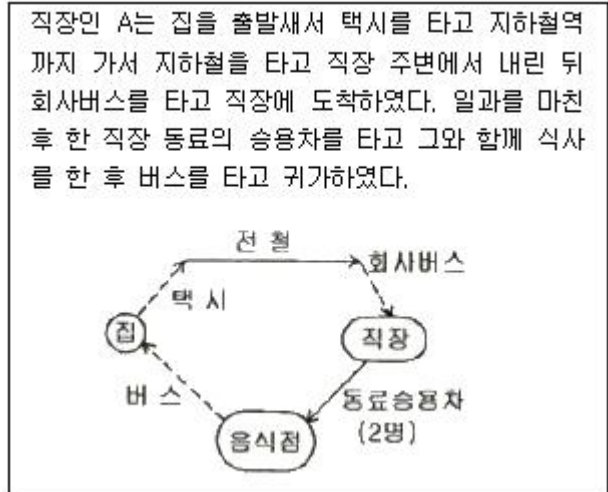 직장인 A는 집을 출발새서 택시를 타고 지하철역
까지 가서 지하철을 타고 직장 주변에서 내린 뒤
회사버스를 타고 직장에 도착하였다. 일과를 마친
후 한 직장 동료의 승용차를 타고 그와 함께 식사
를 한 후 버스를 타고 귀가하였다.
전 철
회사버스
택 시
집
직장
버 스
동료승용차
(2명)
음식점